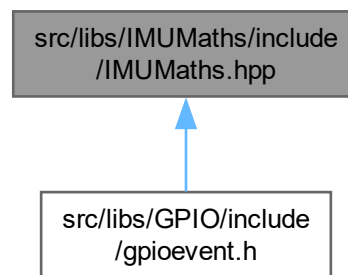 src/libs/IMUMaths/include
/IMUMaths.hpp
src/libs/GPIO/include
/gpioevent.h